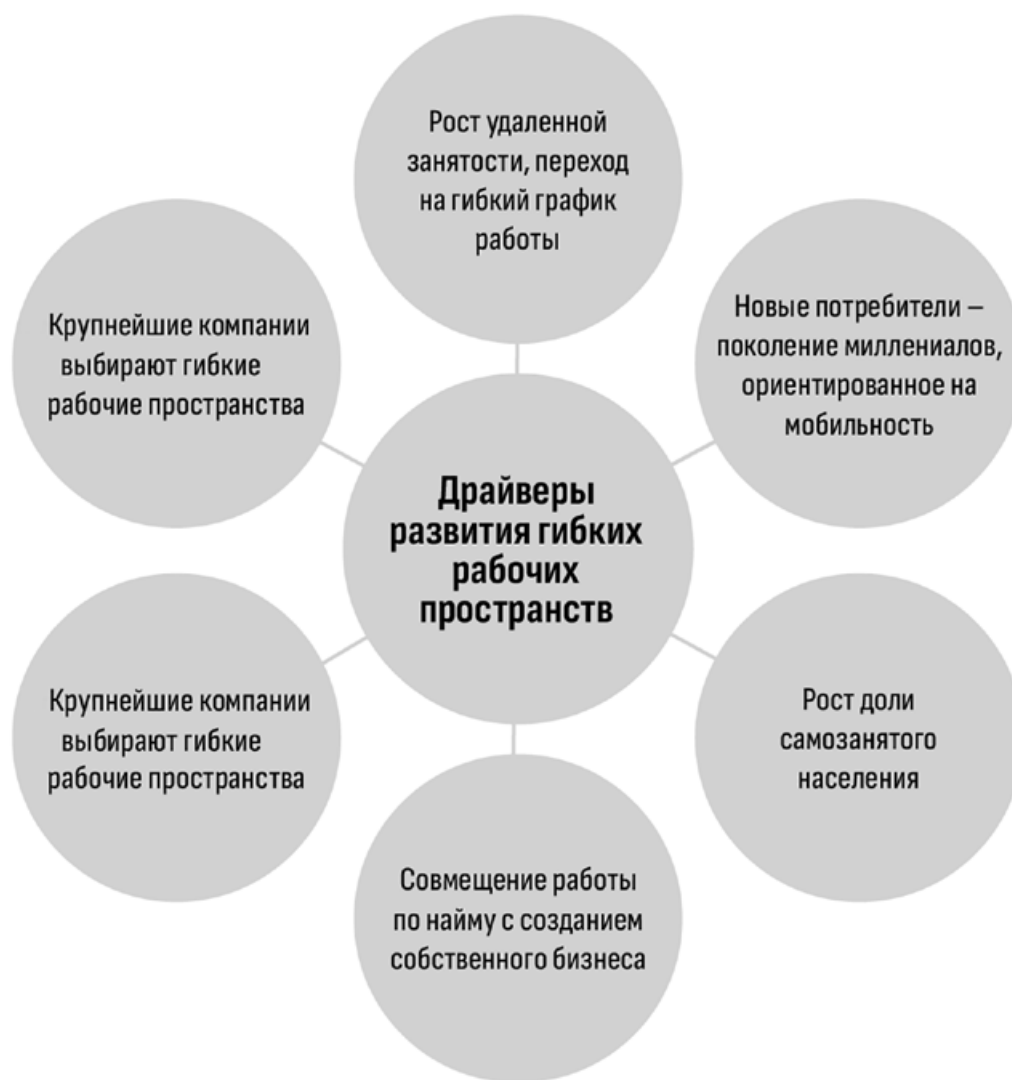 Рост удаленной
занятости, переход
на гибкий график
работы
Крупнейшие компании
выбирают гибкие
рабочие пространства
Новые потребители –
поколение миллениалов,
ориентированное на
мобильность
Драйверы
развития гибких
рабочих
пространств
Крупнейшие компании
выбирают гибкие
рабочие пространства
Рост доли
самозанятого
населения
Совмещение работы
по найму с созданием
собственного бизнеса